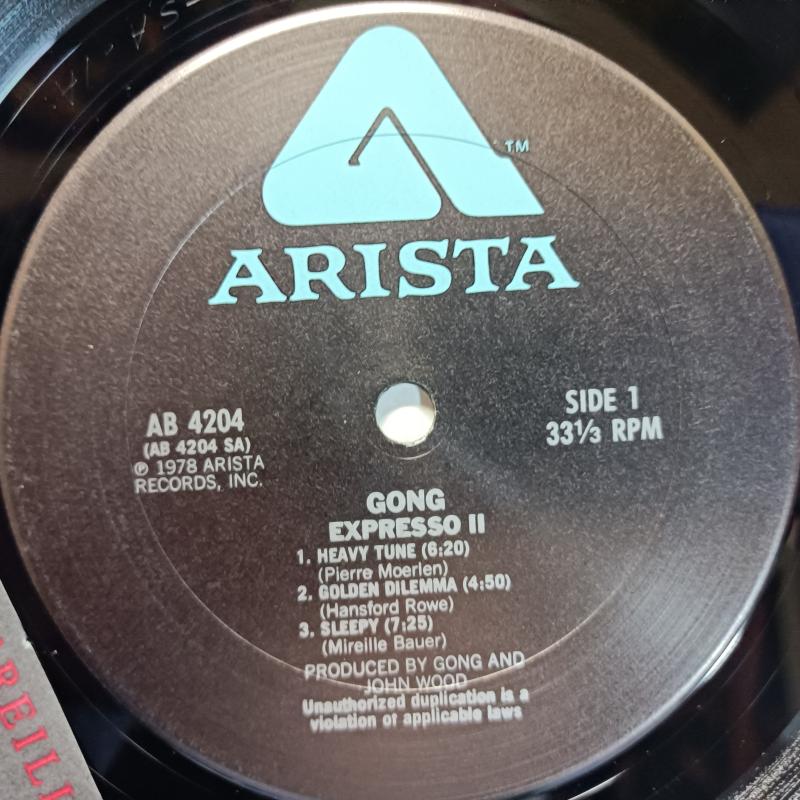 TM
ARISTA
AB 4204
(AB 4204 SA)
℗ 1978 ARISTA
RECORDS, INC.
SIDE 1
33⅓ RPM
GONG
EXPRESSO II
1. HEAVY TUNE (6:20)
(Pierre Moerlen)
2. GOLDEN DILEMMA (4:50)
(Hansford Rowe)
3. SLEEPY (7:25)
(Mireille Bauer)
PRODUCED BY GONG AND
JOHN WOOD
Unauthorized duplication is a
violation of applicable laws